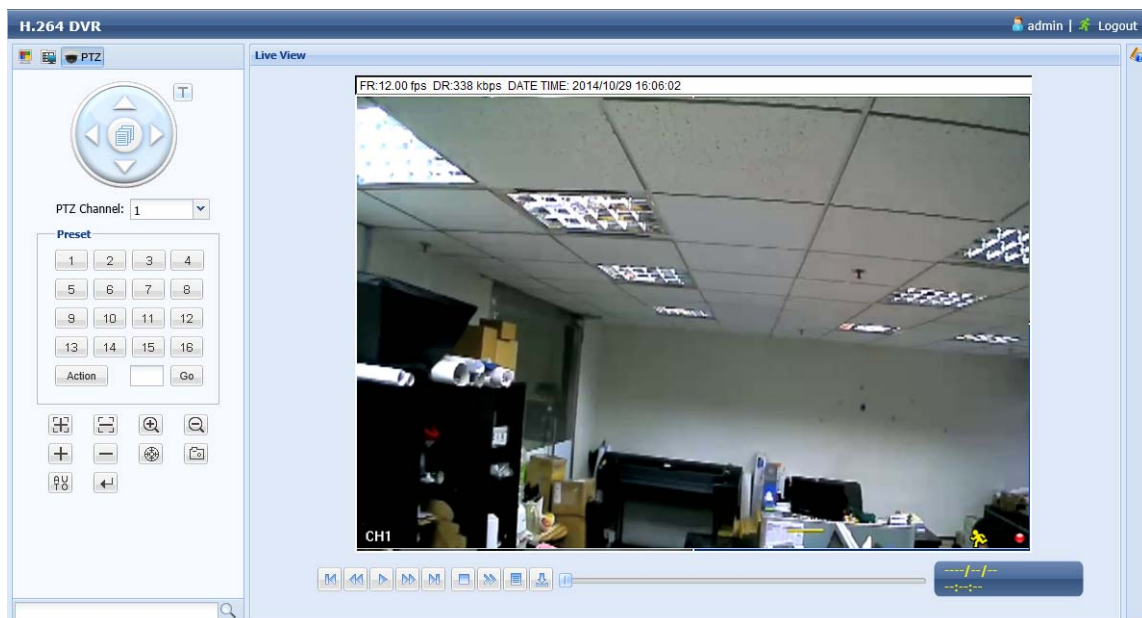 H.264 DVR
admin | Logout
PTZ
T
PTZ Channel: 1
Preset
1 2 3 4
5 6 7 8
9 10 11 12
13 14 15 16
Action Go
AUTO
Live View
FR:12.00 fps DR:338 kbps DATE TIME: 2014/10/29 16:06:02
CH1
----/--/--
--:--:--